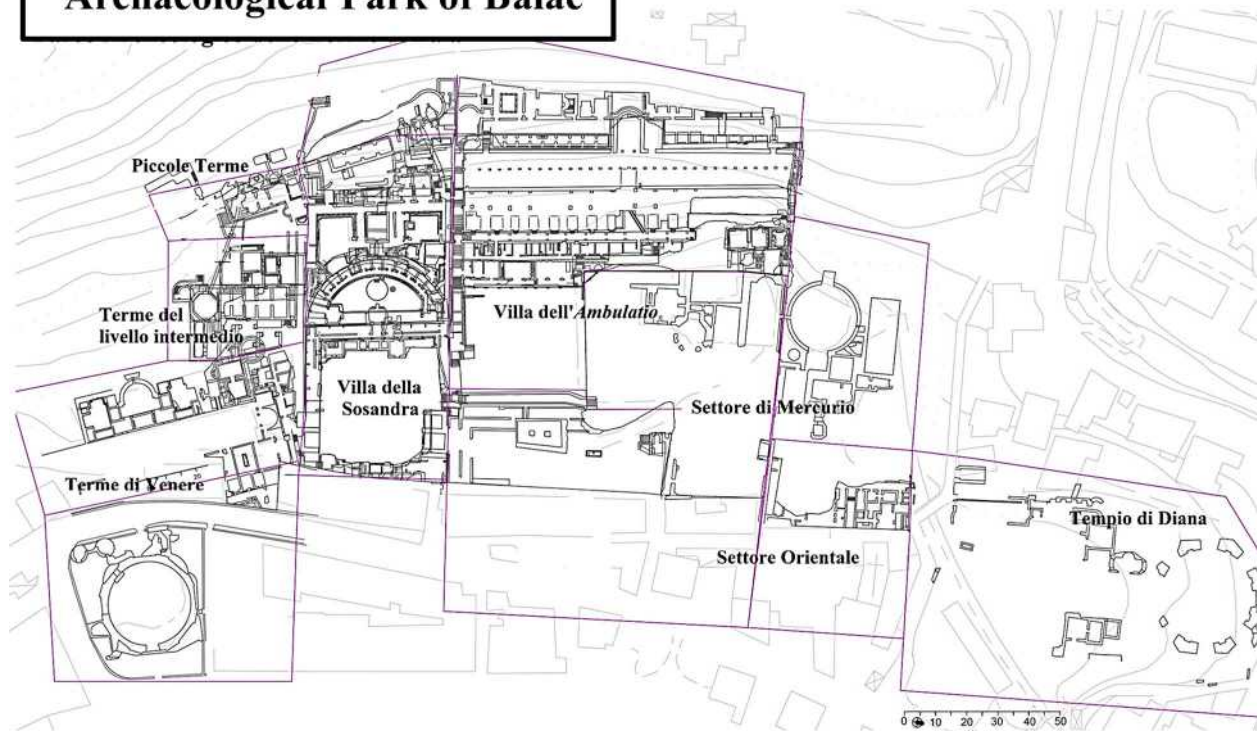 Archaeological Park of Baiae
Piccole Terme
Terme del
livello intermedio
Villa dell'Ambulatio
Villa della
Sosandra
Settore di Mercurio
Terme di Venere
Tempio di Diana
Settore Orientale
0 10 20 30 40 50